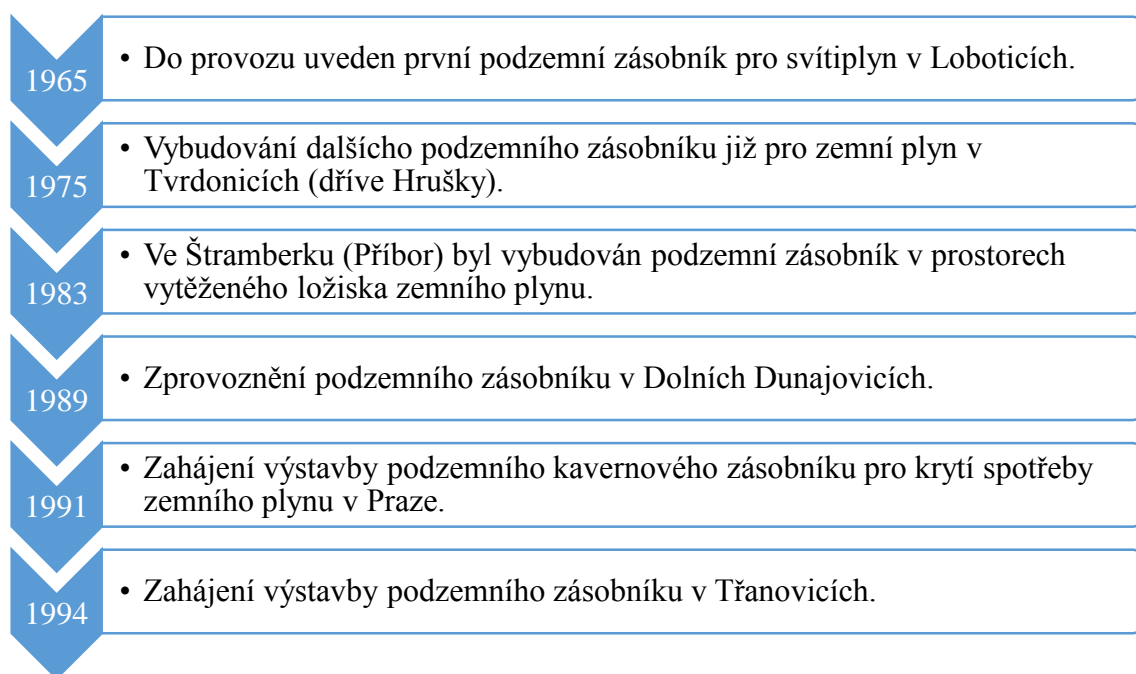 1965
• Do provozu uveden první podzemní zásobník pro svítiplyn v Loboticích.
1975
• Vybudování dalšícho podzemního zásobníku již pro zemní plyn v
Tvrdonicích (dříve Hrušky).
1983
• Ve Štramberku (Příbor) byl vybudován podzemní zásobník v prostorech
vytěženého ložiska zemního plynu.
1989
• Zprovoznění podzemního zásobníku v Dolních Dunajovicích.
1991
• Zahájení výstavby podzemního kavernového zásobníku pro krytí spotřeby
zemního plynu v Praze.
1994
• Zahájení výstavby podzemního zásobníku v Třanovicích.